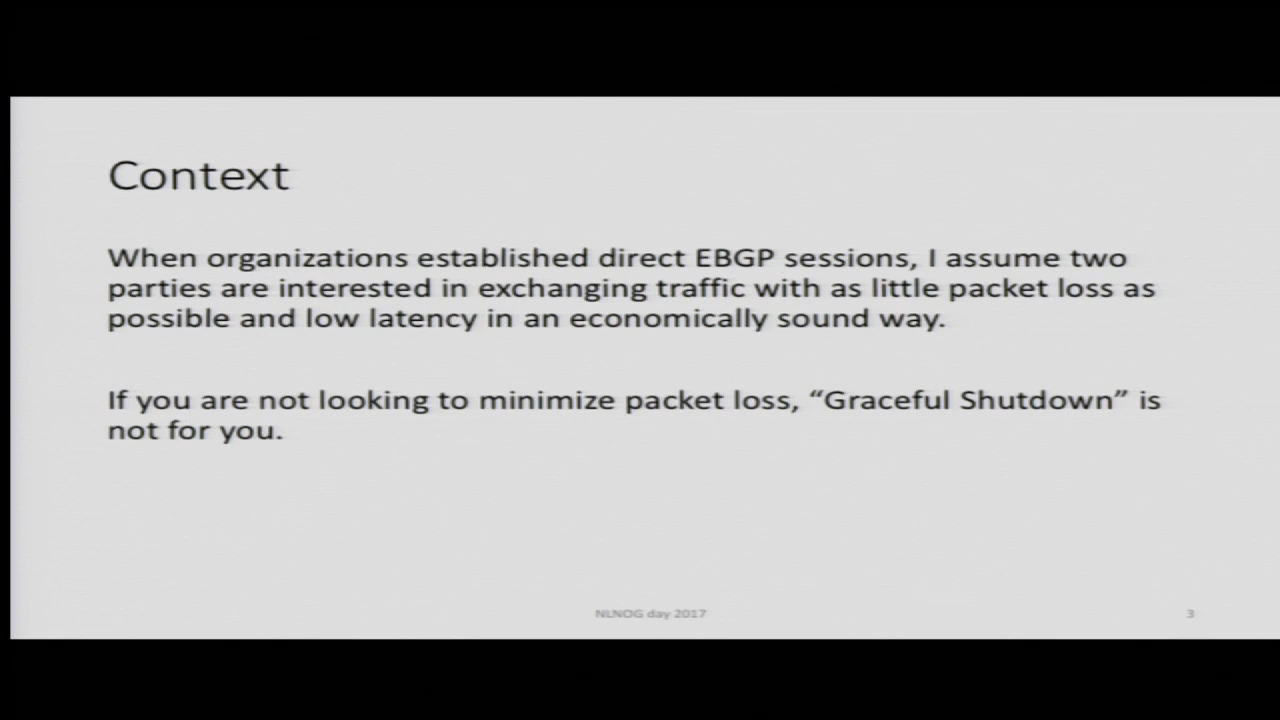 Context
When organizations established direct EBGP sessions, I assume two
parties are interested in exchanging traffic with as little packet loss as
possible and low latency in an economically sound way.
If you are not looking to minimize packet loss, “Graceful Shutdown” is
not for you.
NLNOG day 2017
3